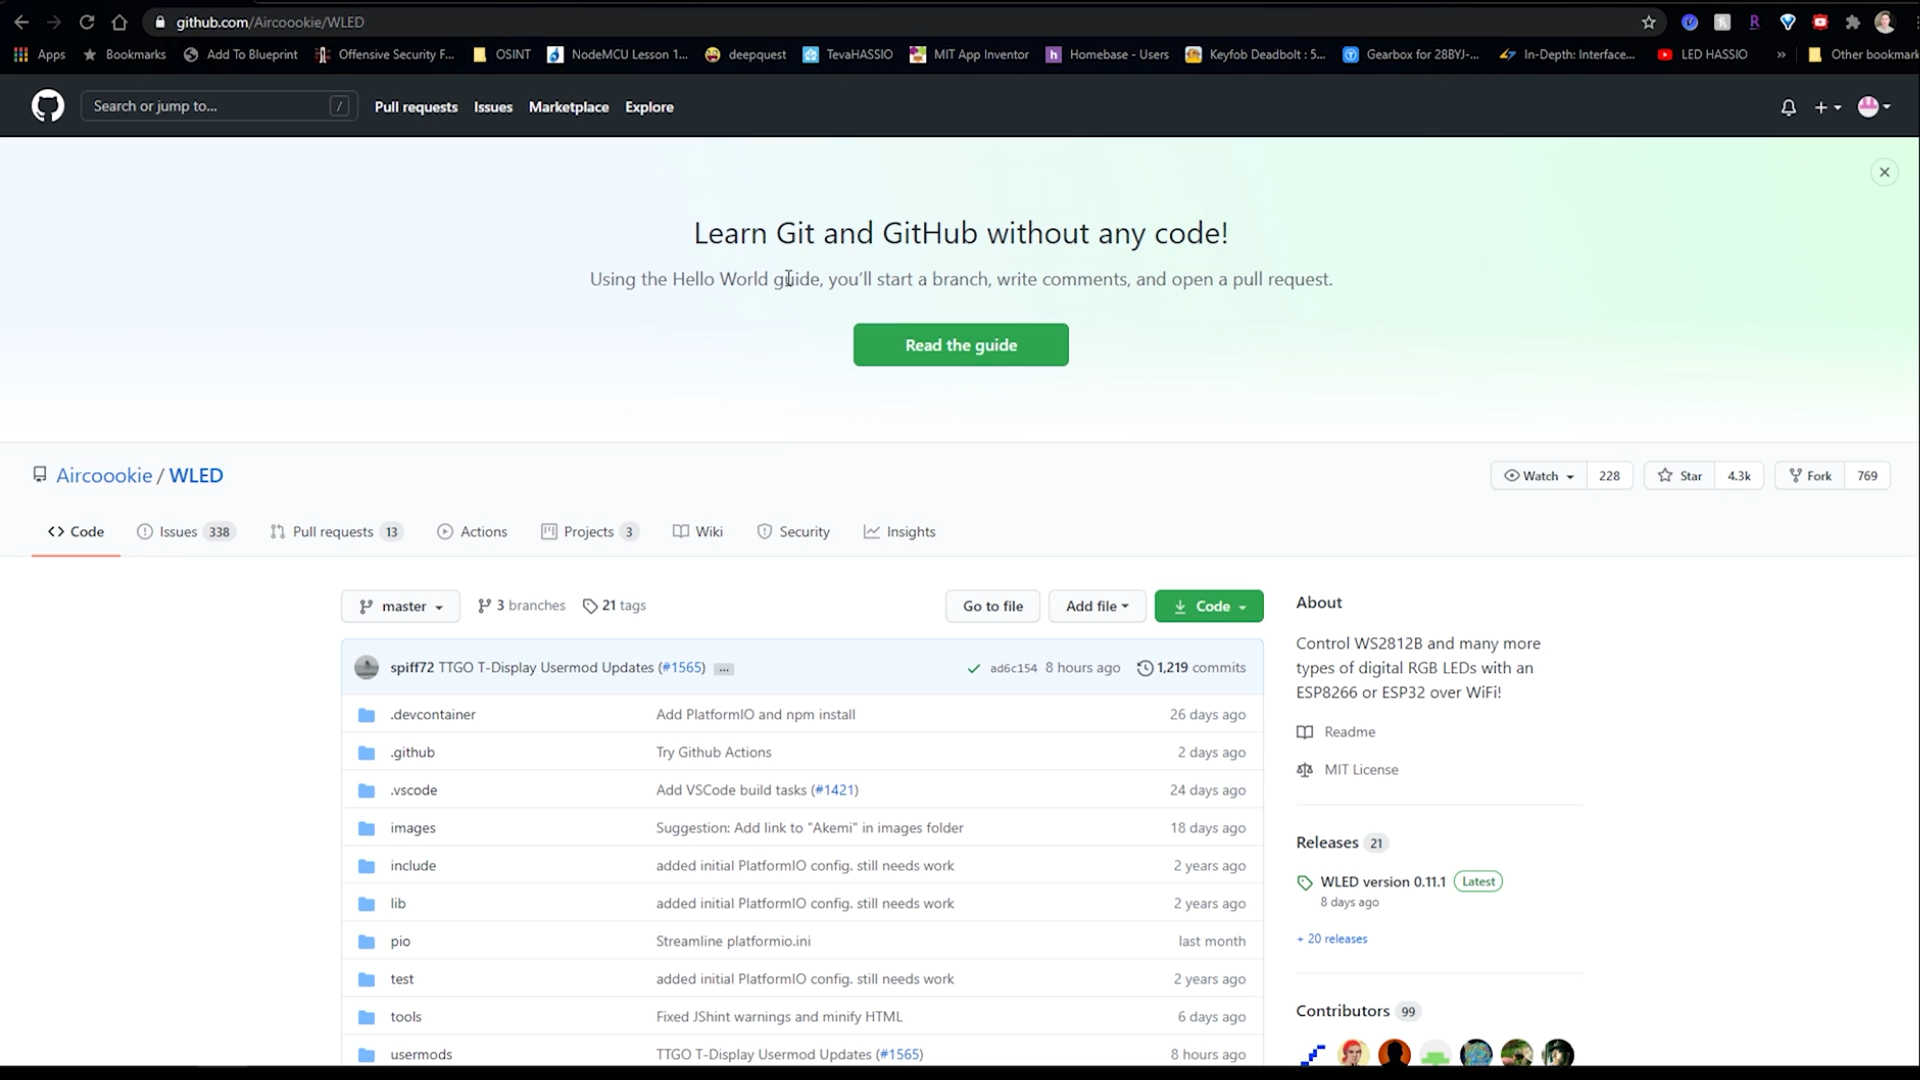 github.com/Aircoookie/WLED
Apps Bookmarks Add To Blueprint Offensive Security F... OSINT NodeMCU Lesson 1... deepquest TevaHASSIO MIT App Inventor Homebase - Users Keyfob Deadbolt : 5... Gearbox for 28BYJ-... In-Depth: Interface... LED HASSIO » Other bookmark
Search or jump to... / Pull requests Issues Marketplace Explore
Learn Git and GitHub without any code!
Using the Hello World guide, you'll start a branch, write comments, and open a pull request.
Read the guide
Aircoookie / WLED Watch 228 Star 4.3k Fork 769
Code Issues 338 Pull requests 13 Actions Projects 3 Wiki Security Insights
master 3 branches 21 tags Go to file Add file Code
spiff72 TTGO T-Display Usermod Updates (#1565) ... ad6c154 8 hours ago 1,219 commits
.devcontainer Add PlatformIO and npm install 26 days ago
.github Try Github Actions 2 days ago
.vscode Add VSCode build tasks (#1421) 24 days ago
images Suggestion: Add link to "Akemi" in images folder 18 days ago
include added initial PlatformIO config. still needs work 2 years ago
lib added initial PlatformIO config. still needs work 2 years ago
pio Streamline platformio.ini last month
test added initial PlatformIO config. still needs work 2 years ago
tools Fixed JShint warnings and minify HTML 6 days ago
usermods TTGO T-Display Usermod Updates (#1565) 8 hours ago
About
Control WS2812B and many more
types of digital RGB LEDs with an
ESP8266 or ESP32 over WiFi!
Readme
MIT License
Releases 21
WLED version 0.11.1 Latest
8 days ago
+ 20 releases
Contributors 99